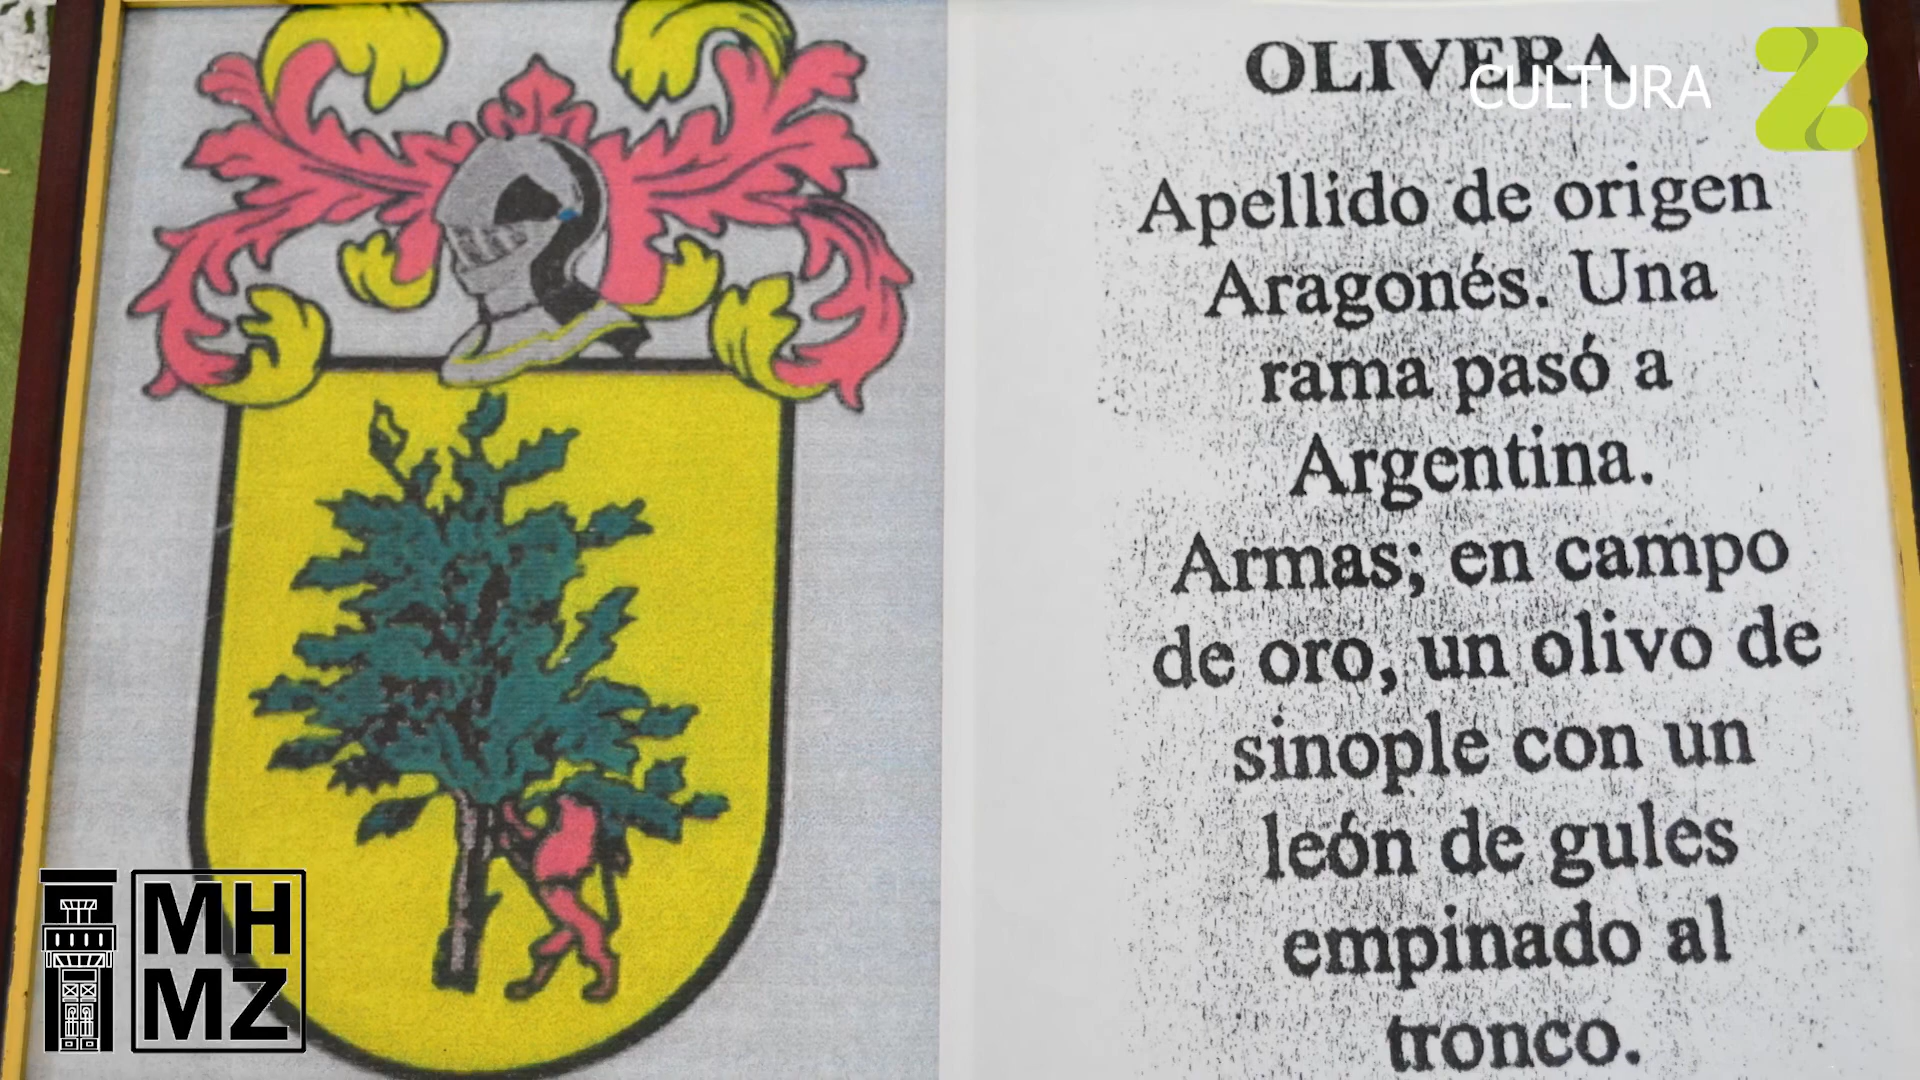 OLIVERA
CULTURA
Apellido de origen
Aragonés. Una
rama pasó a
Argentina.
Armas; en campo
de oro, un olivo de
sinople con un
león de gules
empinado al
tronco.
MH
MZ